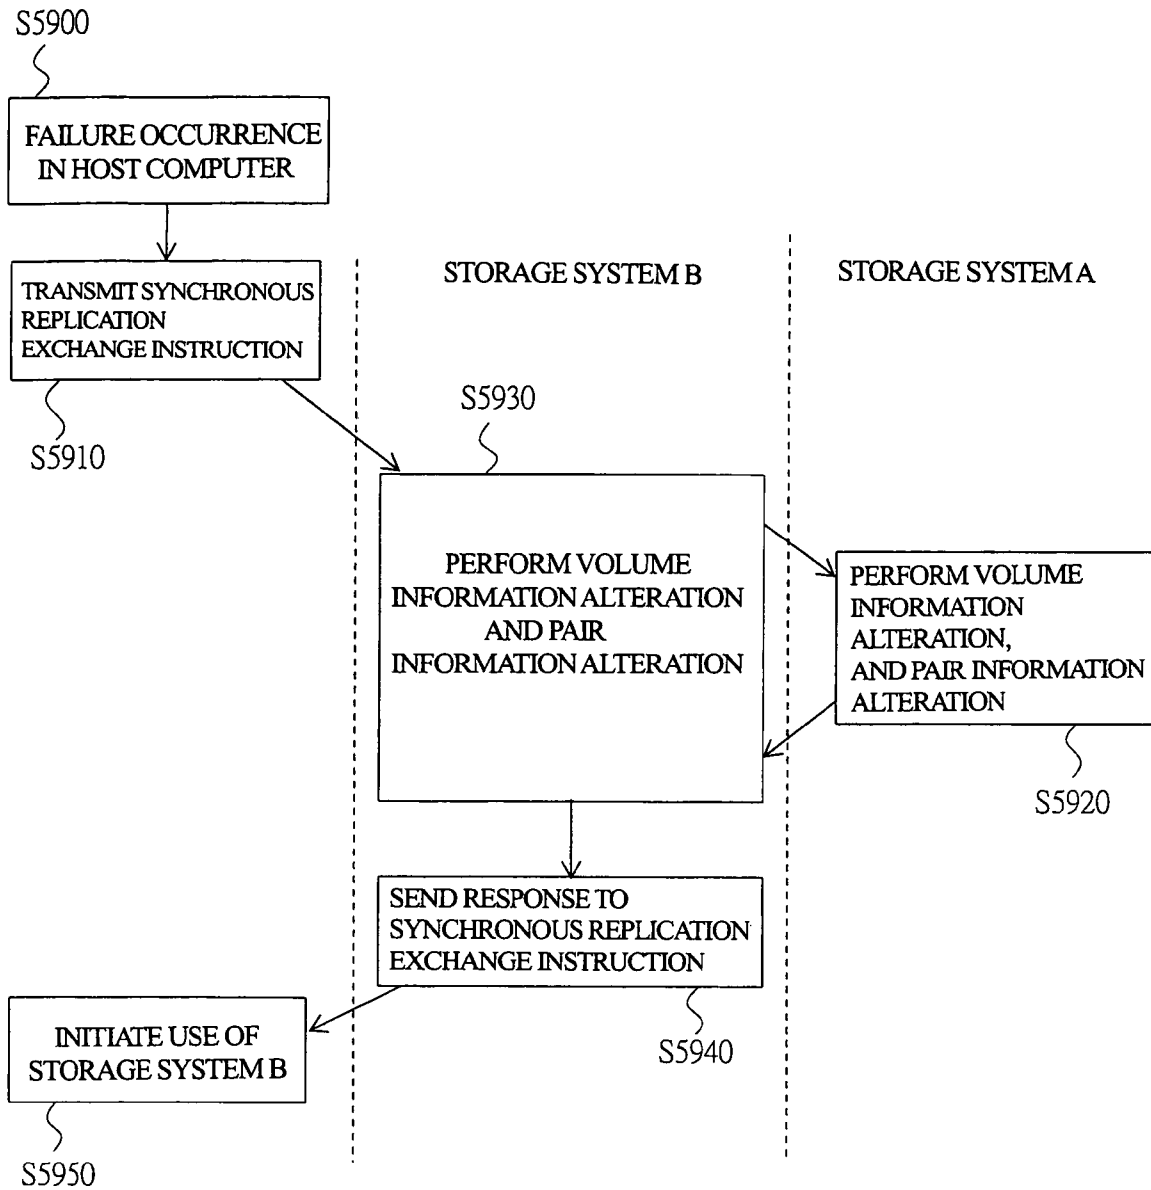 S5900
FAILURE OCCURRENCE
IN HOST COMPUTER
STORAGE SYSTEM B
STORAGE SYSTEM A
TRANSMIT SYNCHRONOUS
REPLICATION
EXCHANGE INSTRUCTION
S5910
S5930
PERFORM VOLUME
INFORMATION ALTERATION
AND PAIR
INFORMATION ALTERATION
PERFORM VOLUME
INFORMATION
ALTERATION,
AND PAIR INFORMATION
ALTERATION
S5920
SEND RESPONSE TO
SYNCHRONOUS REPLICATION
EXCHANGE INSTRUCTION
S5940
INITIATE USE OF
STORAGE SYSTEM B
S5950